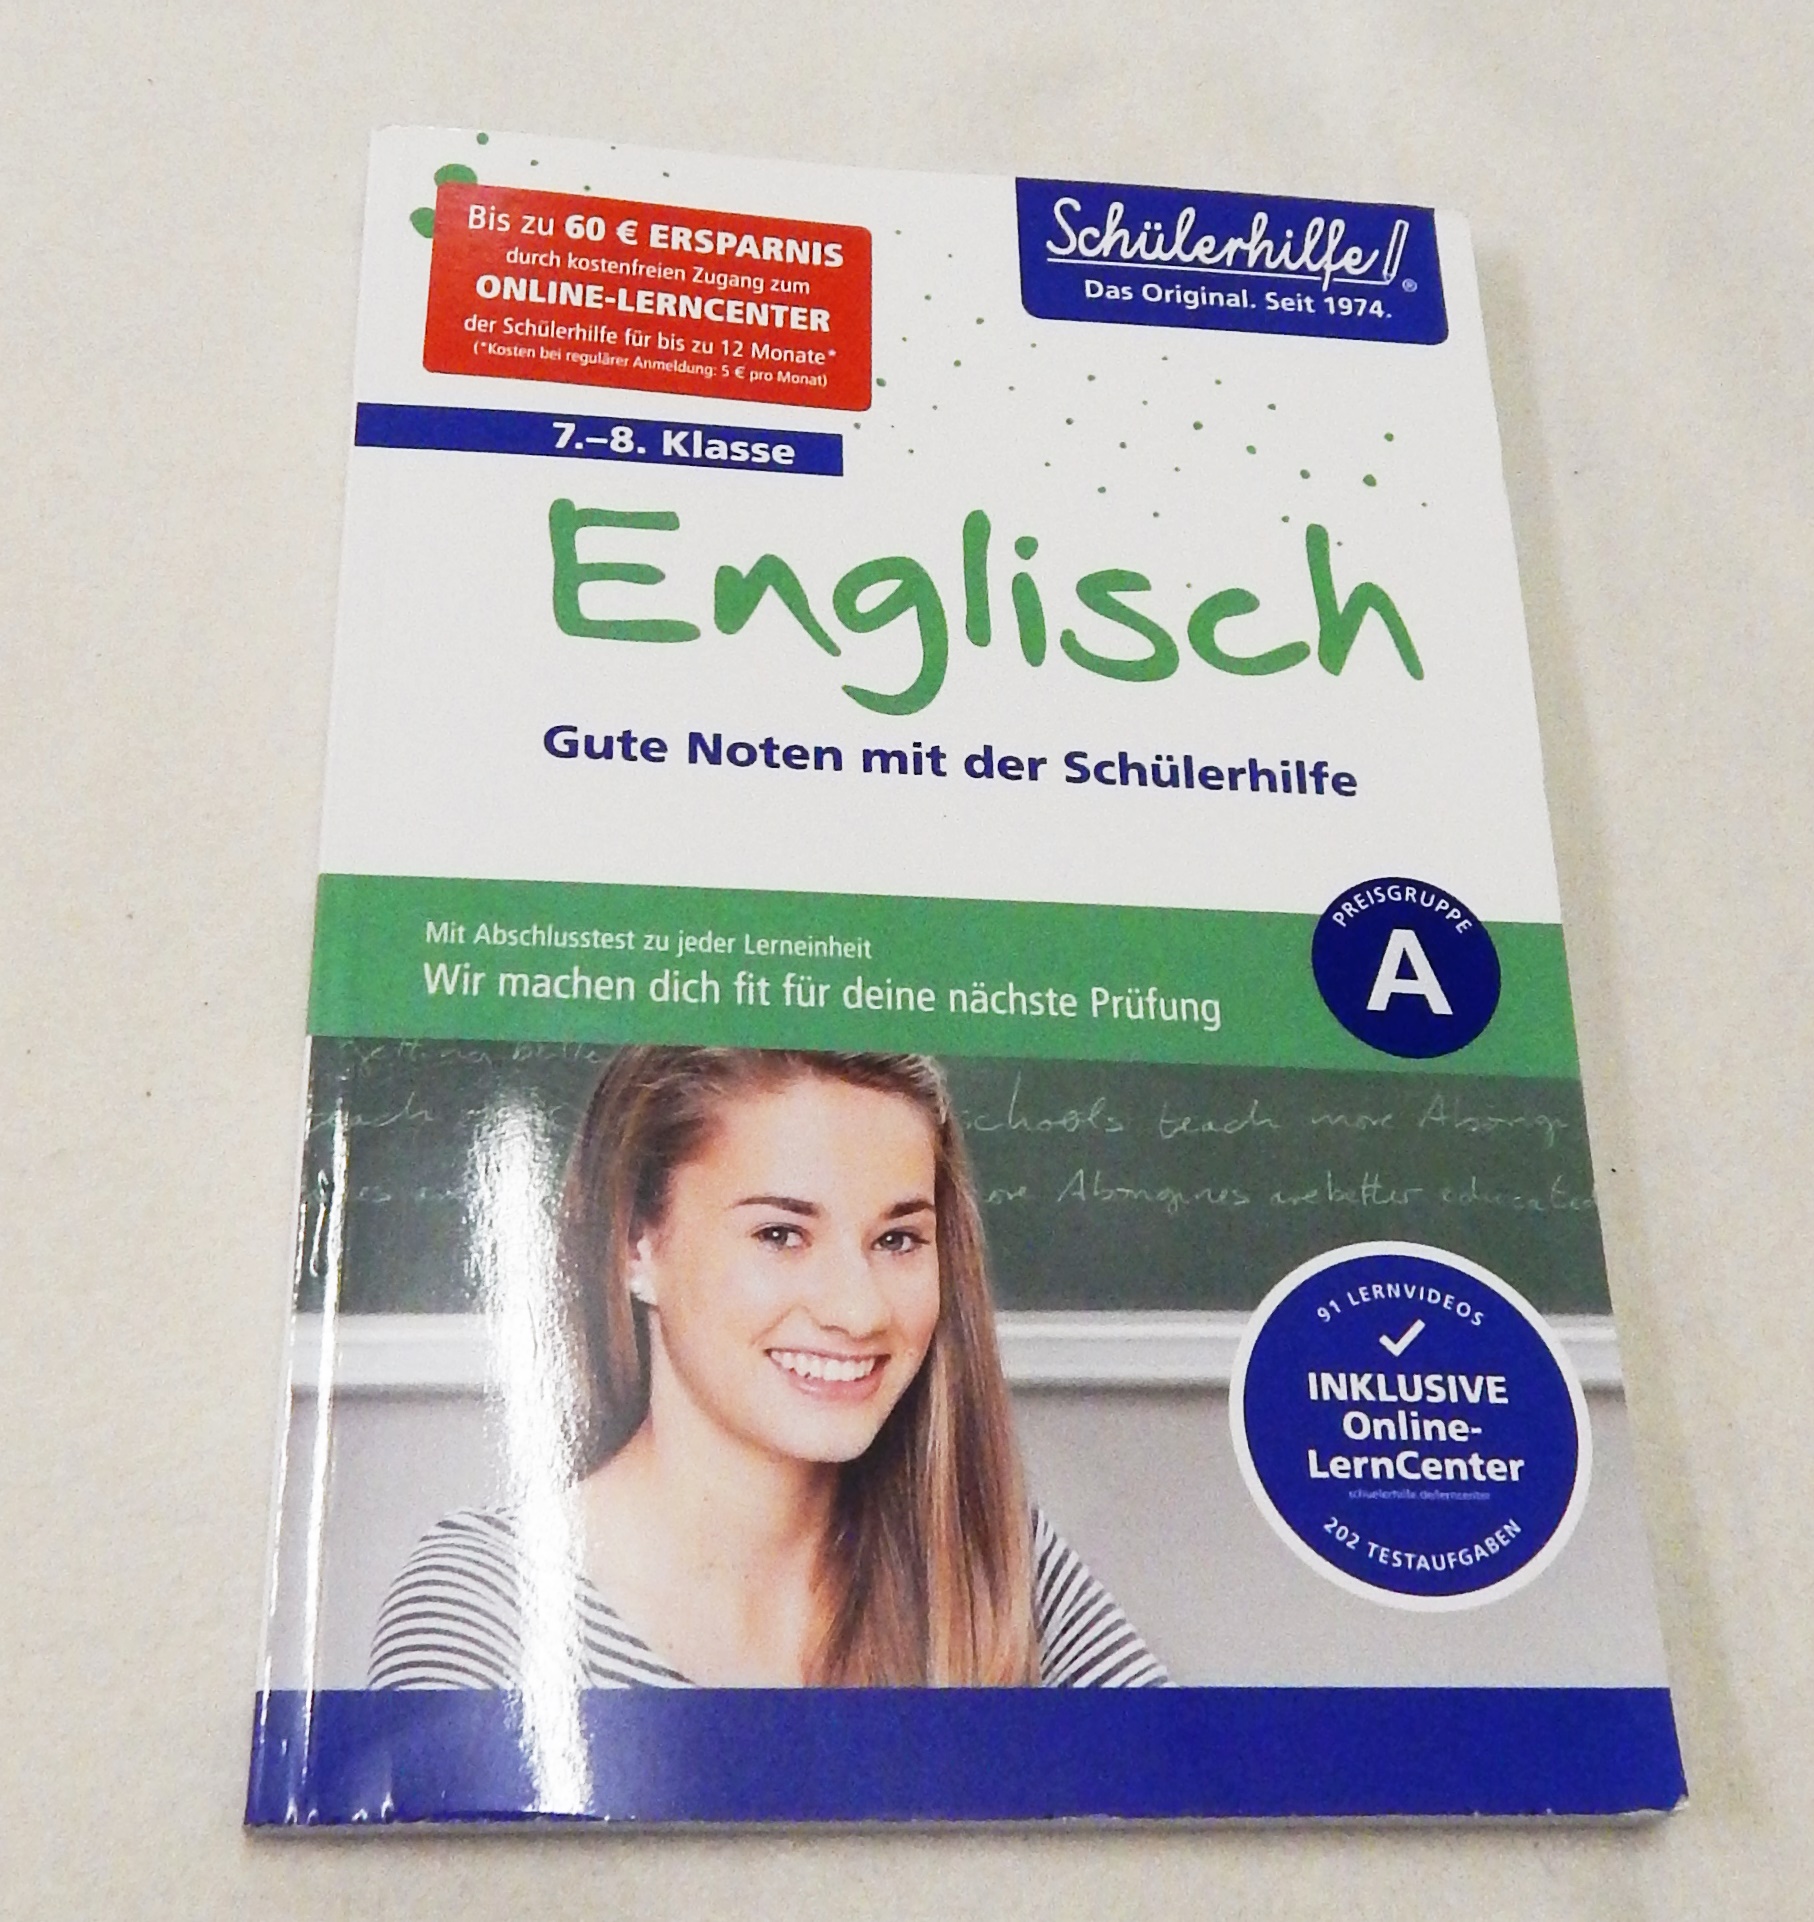 Bis zu 60 € ERSPARNIS
durch kostenfreien Zugang zum
ONLINE-LERNCENTER
der Schülerhilfe für bis zu 12 Monate*
(*Kosten bei regulärer Anmeldung: 5 € pro Monat)
Schülerhilfe!®
Das Original. Seit 1974.
7.–8. Klasse
Englisch
Gute Noten mit der Schülerhilfe
Mit Abschlusstest zu jeder Lerneinheit
Wir machen dich fit für deine nächste Prüfung
PREISGRUPPE
A
schools teach more
Aborigines are better educated
91 LERNVIDEOS
INKLUSIVE
Online-
LernCenter
schuelerhilfe.de/lerncenter
202 TESTAUFGABEN